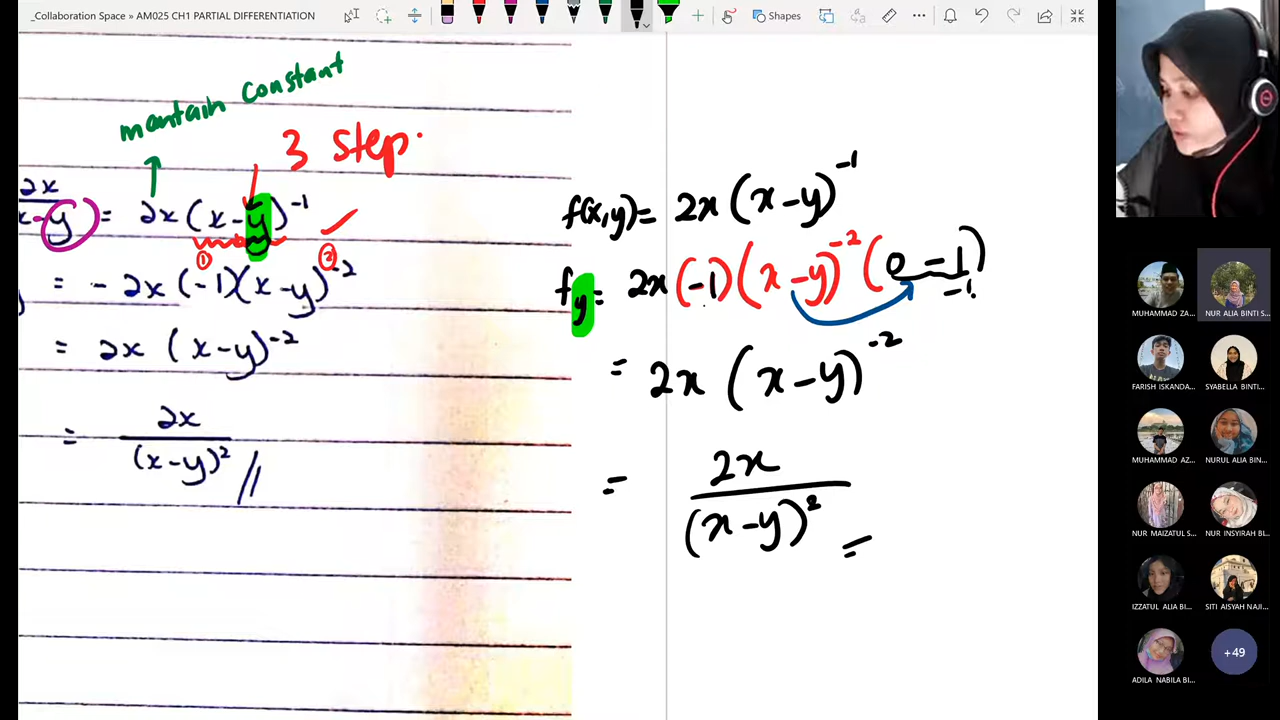 _Collaboration Space » AM025 CH1 PARTIAL DIFFERENTIATION
Shapes
mantain constant
3 step.
2x
x-y = 2x(x-y)⁻¹
① ②
= - 2x (-1)(x-y)⁻²
= 2x (x-y)⁻²
= 2x
(x-y)² //
f(x,y) = 2x(x-y)⁻¹
fy = 2x(-1)(x-y)⁻²(0-1)
-1
= 2x (x-y)⁻²
= 2x
(x-y)²
MUHAMMAD ZA...
NUR ALIA BINTI S...
FARISH ISKANDA...
SYABELLA BINTI...
MUHAMMAD AZ...
NURUL ALIA BIN...
NUR MAIZATUL S...
NUR INSYIRAH BI...
IZZATUL ALIA BI...
SITI AISYAH NAJI...
ADILA NABILA BI...
+49